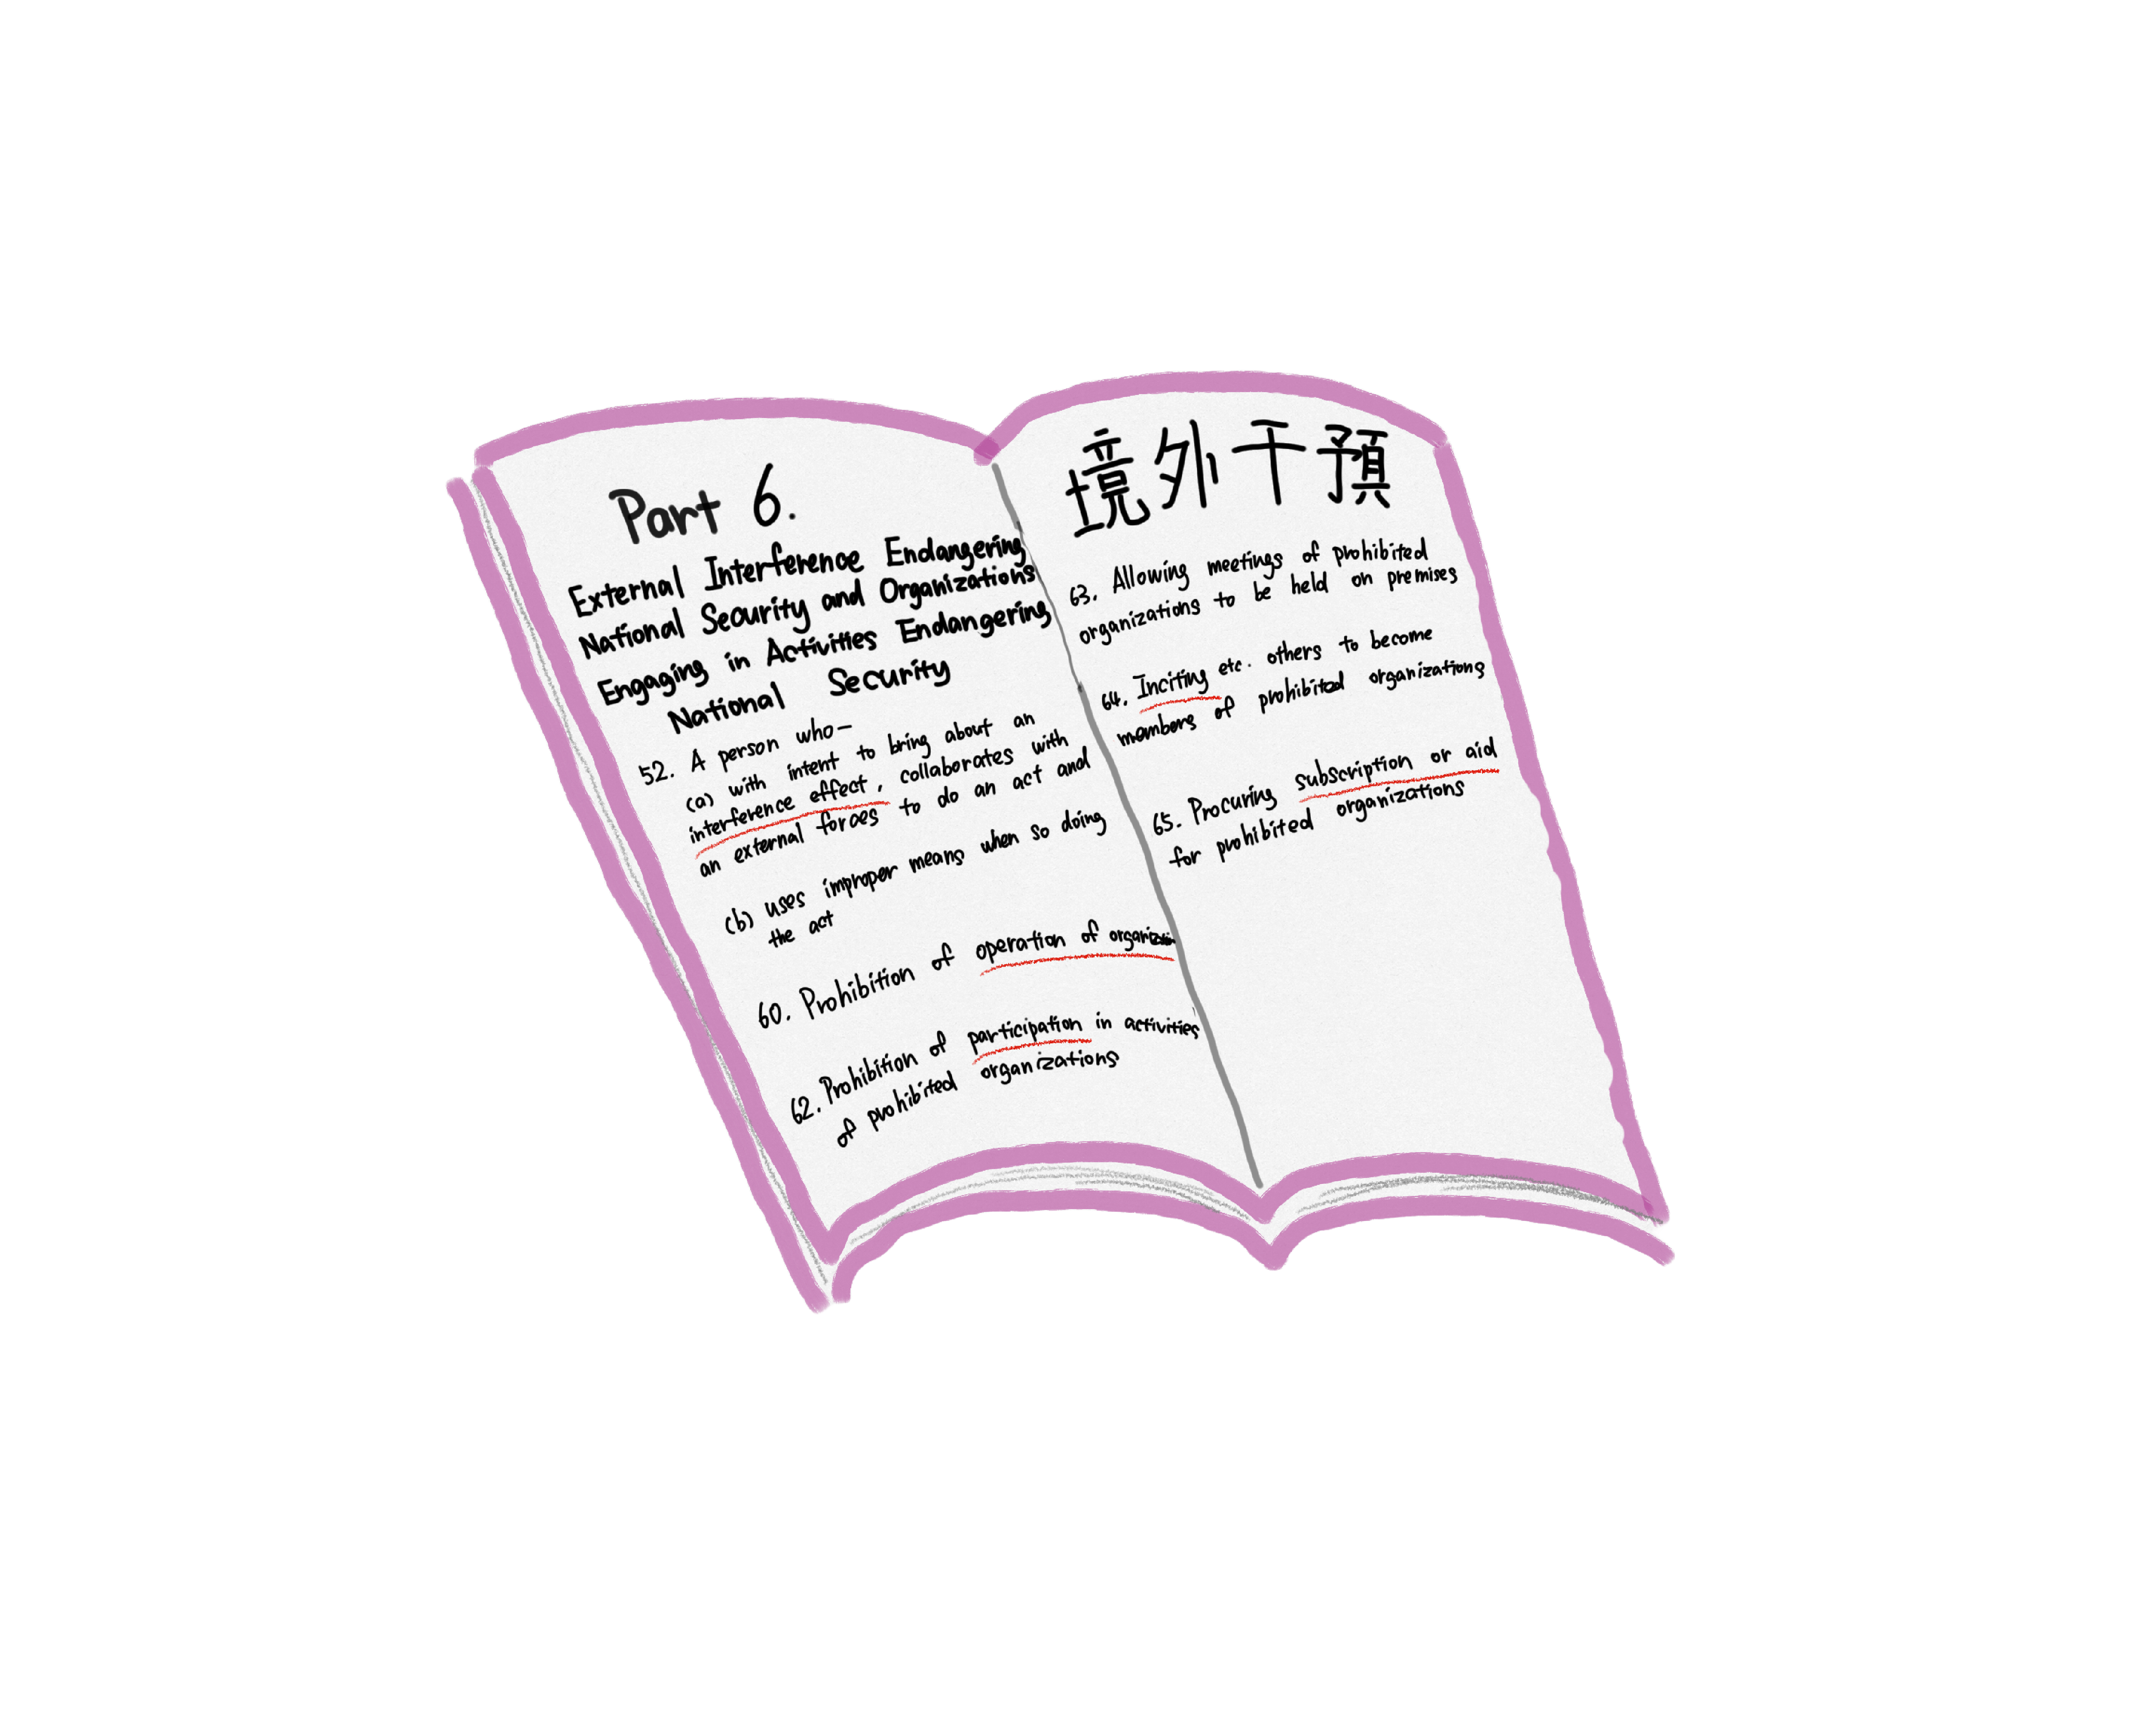 Part 6.
External Interference Endangering
National Security and Organizations
Engaging in Activities Endangering
National Security
52. A person who—
(a) with intent to bring about an
interference effect, collaborates with
an external forces to do an act and
(b) uses improper means when so doing
the act
60. Prohibition of operation of organization
62. Prohibition of participation in activities
of prohibited organizations
境外干預
63. Allowing meetings of prohibited
organizations to be held on premises
64. Inciting etc. others to become
members of prohibited organizations
65. Procuring subscription or aid
for prohibited organizations